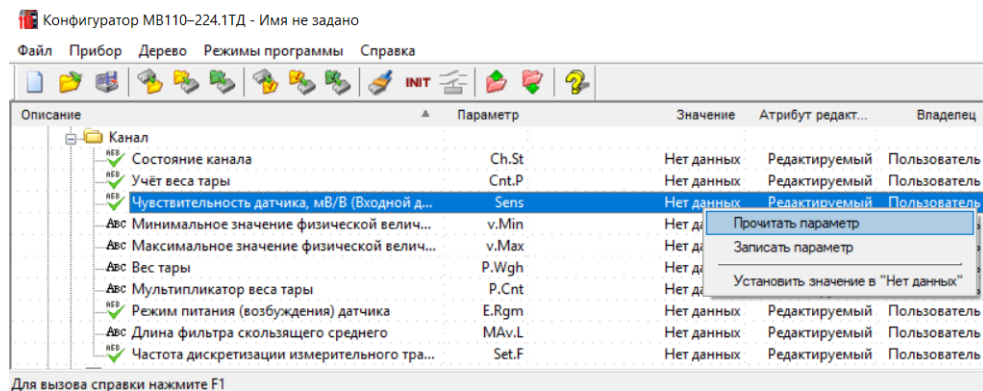 Конфигуратор МВ110–224.1ТД - Имя не задано
Файл Прибор Дерево Режимы программы Справка
INIT
Описание Параметр Значение Атрибут редакт... Владелец
Канал
Состояние канала Ch.St Нет данных Редактируемый Пользователь
Учёт веса тары Cnt.P Нет данных Редактируемый Пользователь
Чувствительность датчика, мВ/В (Входной д... Sens Нет данных Редактируемый Пользователь
Минимальное значение физической велич... v.Min Нет да
Прочитать параметр
Максимальное значение физической велич... v.Max Нет да
Записать параметр
Вес тары P.Wgh Нет да
Мультипликатор веса тары P.Cnt Нет да
Установить значение в "Нет данных"
Режим питания (возбуждения) датчика E.Rgm Нет данных Редактируемый Пользователь
Длина фильтра скользящего среднего MAv.L Нет данных Редактируемый Пользователь
Частота дискретизации измерительного тра... Set.F Нет данных Редактируемый Пользователь
Для вызова справки нажмите F1